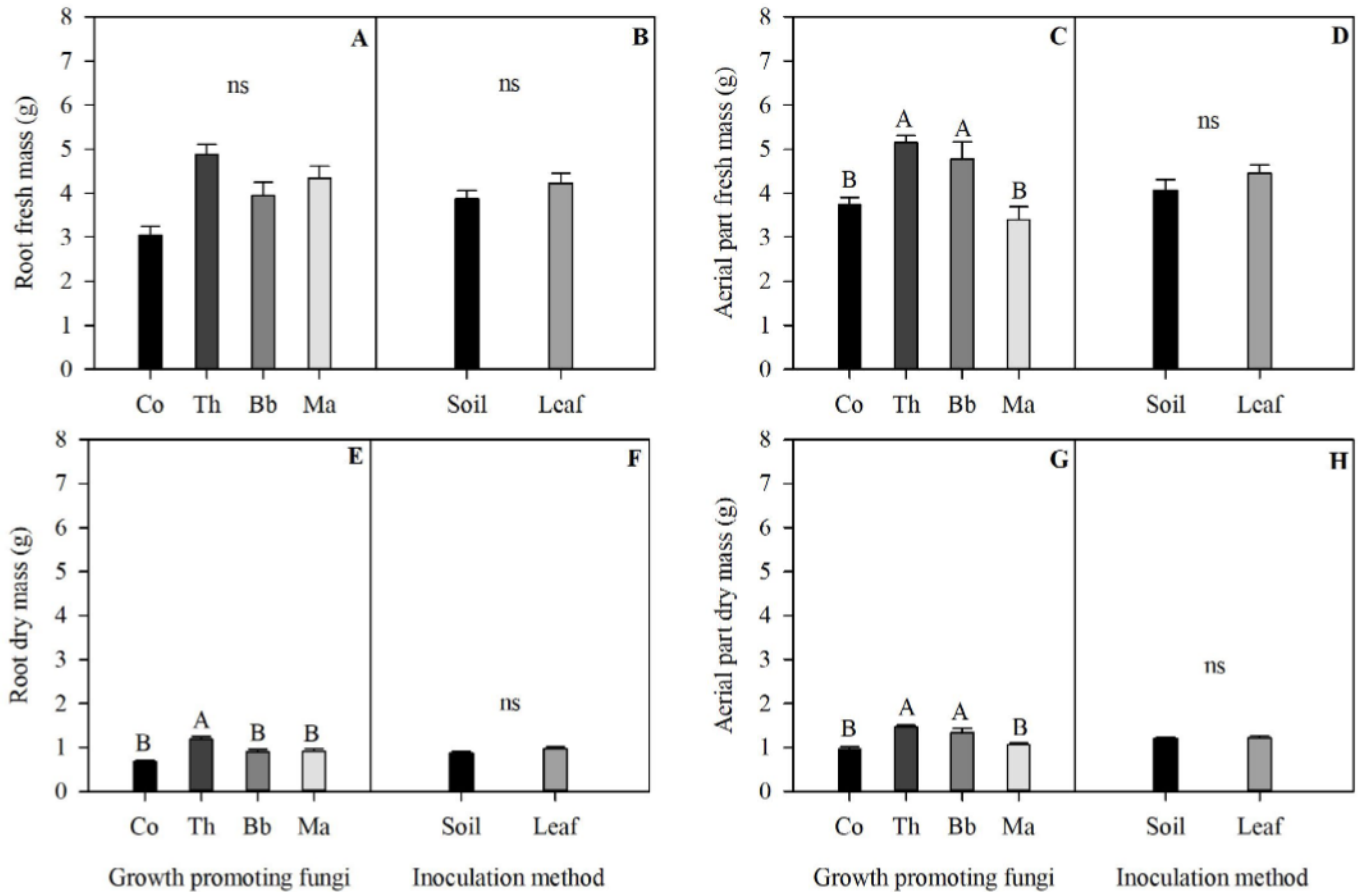 Root fresh mass (g)
8
7
6
5
4
3
2
1
0
A
ns
Co Th Bb Ma
B
ns
Soil Leaf
Aerial part fresh mass (g)
8
7
6
5
4
3
2
1
0
C
B A A B
Co Th Bb Ma
D
ns
Soil Leaf
Root dry mass (g)
8
7
6
5
4
3
2
1
0
E
B A B B
Co Th Bb Ma
Growth promoting fungi
F
ns
Soil Leaf
Inoculation method
Aerial part dry mass (g)
8
7
6
5
4
3
2
1
0
G
B A A B
Co Th Bb Ma
Growth promoting fungi
H
ns
Soil Leaf
Inoculation method